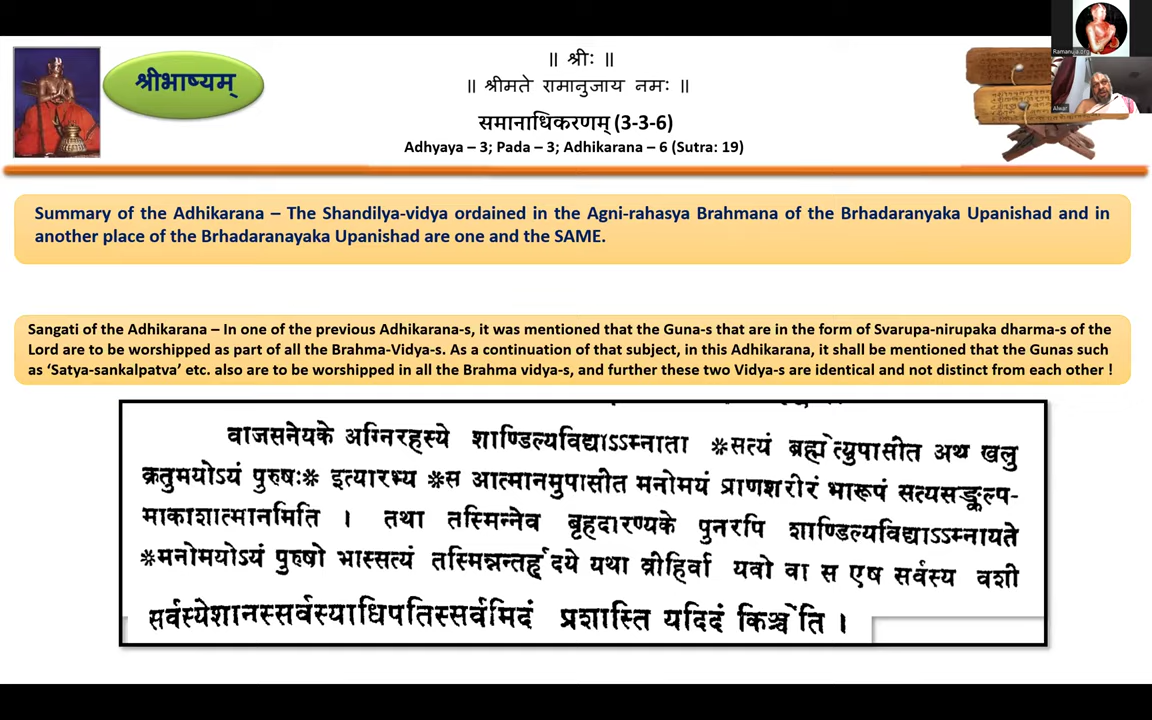 Ramanuja.org
Alwar
श्रीभाष्यम्
॥ श्रीः ॥
॥ श्रीमते रामानुजाय नमः ॥
समानाधिकरणम् (3-3-6)
Adhyaya – 3; Pada – 3; Adhikarana – 6 (Sutra: 19)
Summary of the Adhikarana – The Shandilya-vidya ordained in the Agni-rahasya Brahmana of the Brhadaranyaka Upanishad and in
another place of the Brhadaranayaka Upanishad are one and the SAME.
Sangati of the Adhikarana – In one of the previous Adhikarana-s, it was mentioned that the Guna-s that are in the form of Svarupa-nirupaka dharma-s of the
Lord are to be worshipped as part of all the Brahma-Vidya-s. As a continuation of that subject, in this Adhikarana, it shall be mentioned that the Gunas such
as ‘Satya-sankalpatva’ etc. also are to be worshipped in all the Brahma vidya-s, and further these two Vidya-s are identical and not distinct from each other !
वाजसनेयके अग्निरहस्ये शाण्डिल्यविद्याऽऽम्नाता ※सत्यं ब्रह्मेत्युपासीत अथ खलु
क्रतुमयोऽयं पुरुषः※ इत्यारभ्य ※स आत्मानमुपासीत मनोमयं प्राणशरीरं भारूपं सत्यसङ्कल्प-
माकाशात्मानमिति । तथा तस्मिन्नेव बृहदारण्यके पुनरपि शाण्डिल्यविद्याऽऽम्नायते
※मनोमयोऽयं पुरुषो भास्सत्यं तस्मिन्नन्तर्हृदये यथा व्रीहिर्वा यवो वा स एष सर्वस्य वशी
सर्वस्येशानस्सर्वस्याधिपतिस्सर्वमिदं प्रशास्ति यदिदं किञ्चेति ।